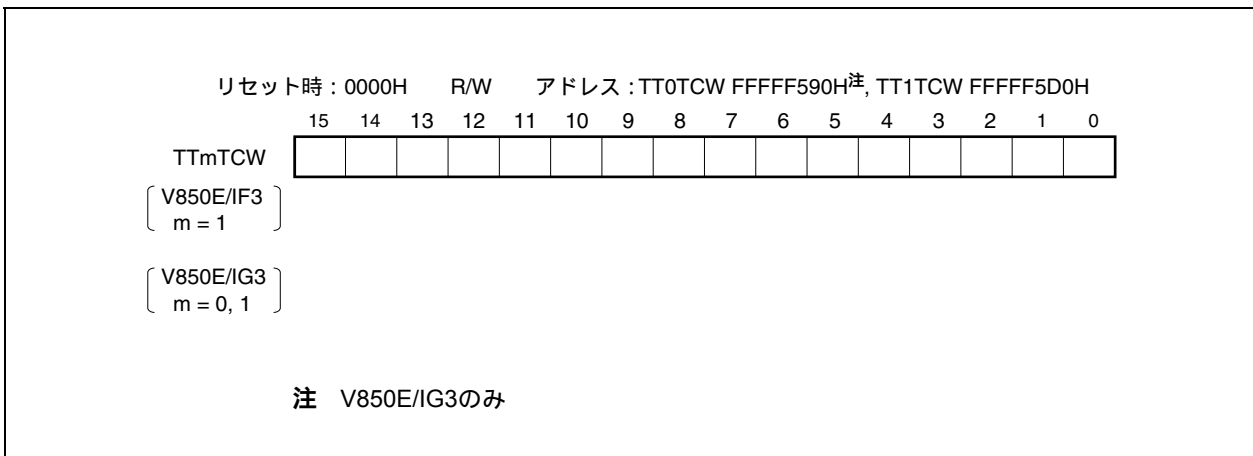 リセット時：0000H R/W アドレス：TT0TCW FFFFF590H注, TT1TCW FFFFF5D0H
15 14 13 12 11 10 9 8 7 6 5 4 3 2 1 0
TTmTCW
V850E/IF3
m = 1
V850E/IG3
m = 0, 1
注 V850E/IG3のみ